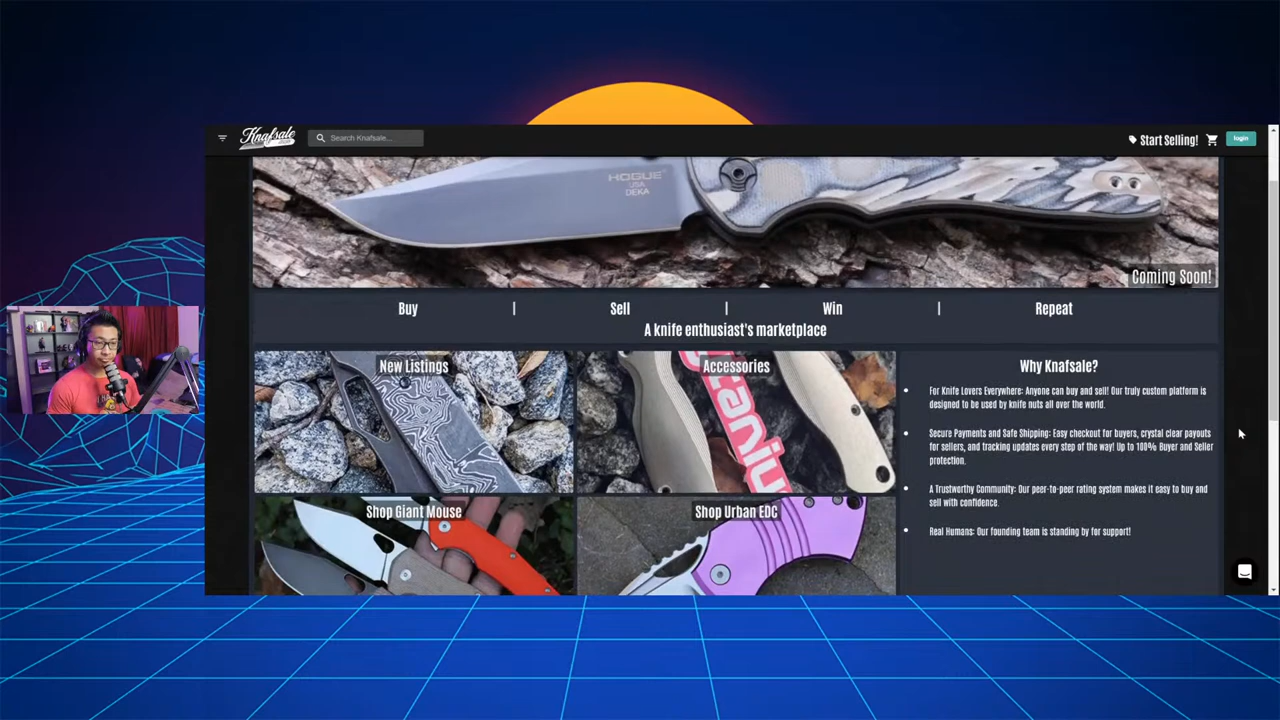 Knafsale
Search Knafsale...
Start Selling!
login
HOGUE
USA
DEKA
Coming Soon!
Buy | Sell | Win | Repeat
A knife enthusiast's marketplace
New Listings
Accessories
Why Knafsale?
For Knife Lovers Everywhere: Anyone can buy and sell! Our truly custom platform is
designed to be used by knife nuts all over the world.
Secure Payments and Safe Shipping: Easy checkout for buyers, crystal clear payouts
for sellers, and tracking updates every step of the way! Up to 100% Buyer and Seller
protection.
A Trustworthy Community: Our peer-to-peer rating system makes it easy to buy and
sell with confidence.
Real Humans: Our founding team is standing by for support!
Shop Giant Mouse
Shop Urban EDC